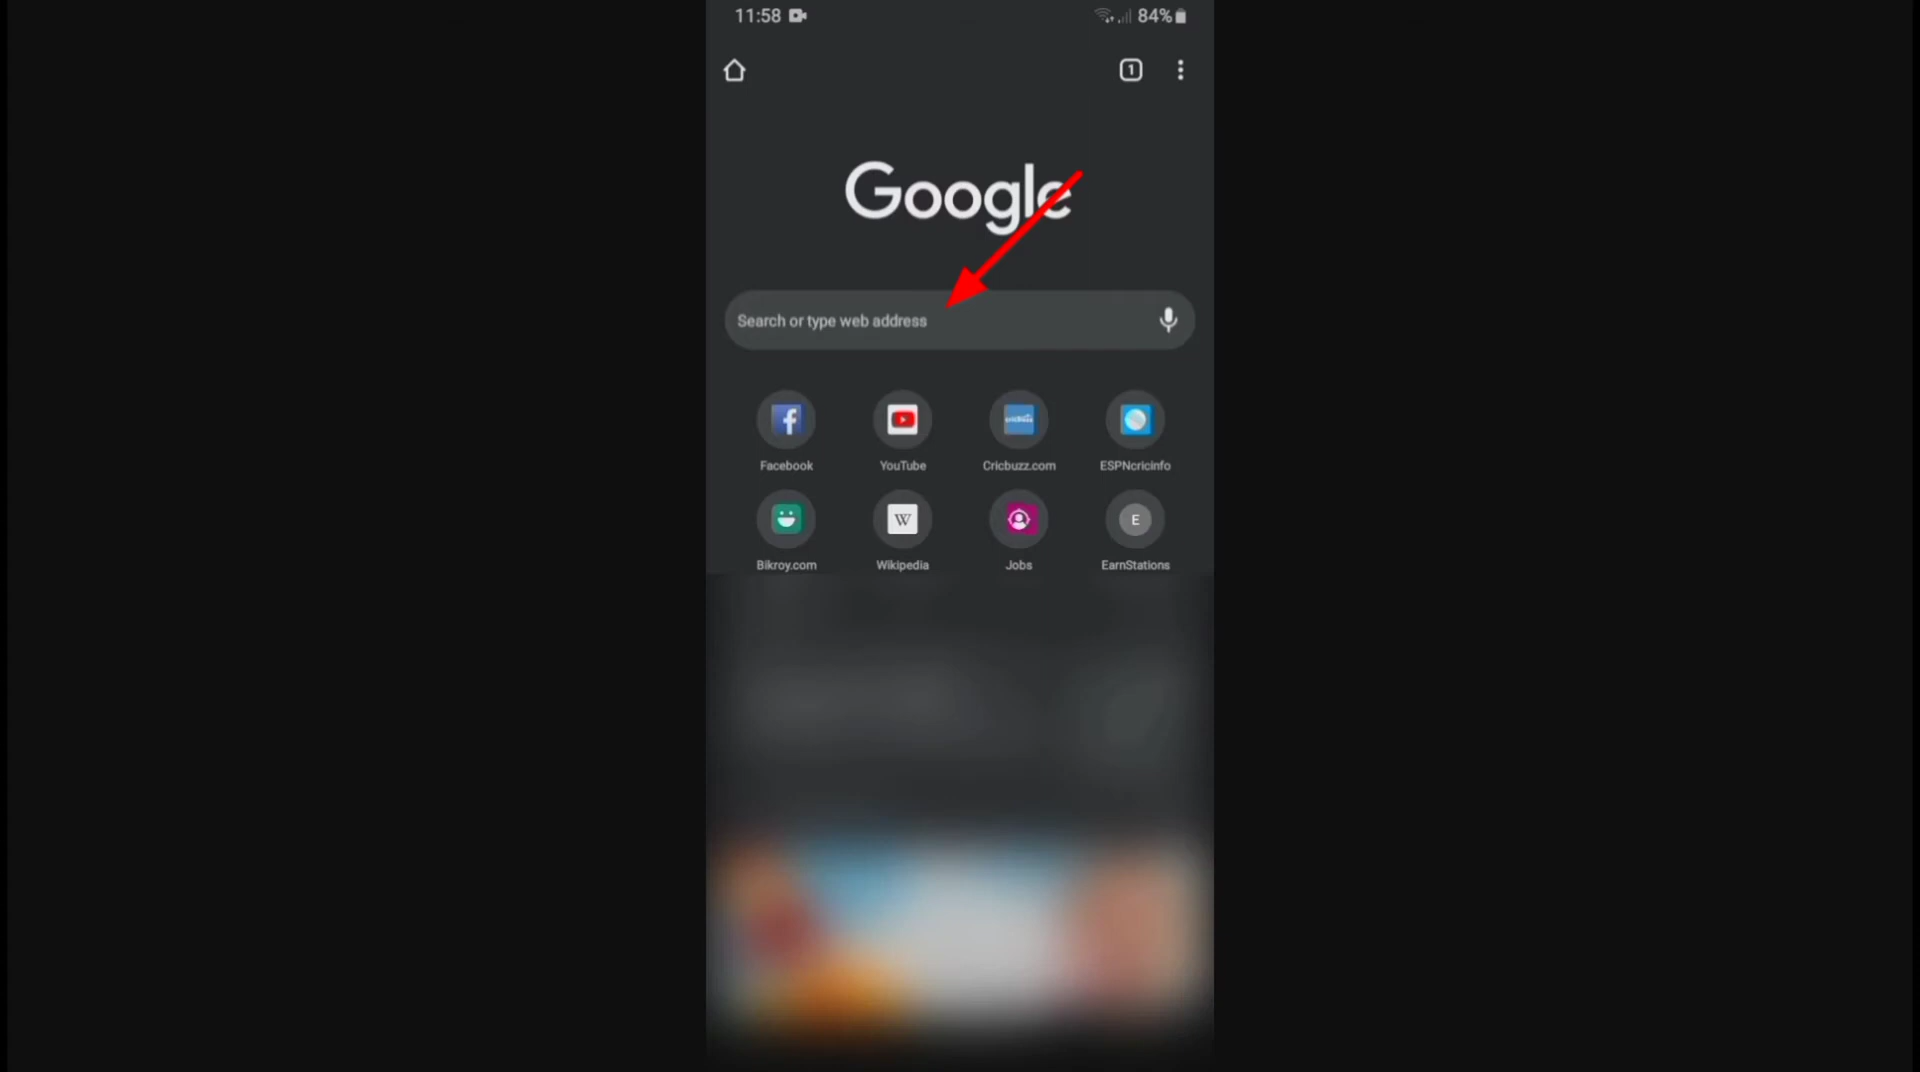 11:58 84%
1
Google
Search or type web address
Facebook YouTube Cricbuzz.com ESPNcricinfo
W E
Bikroy.com Wikipedia Jobs EarnStations